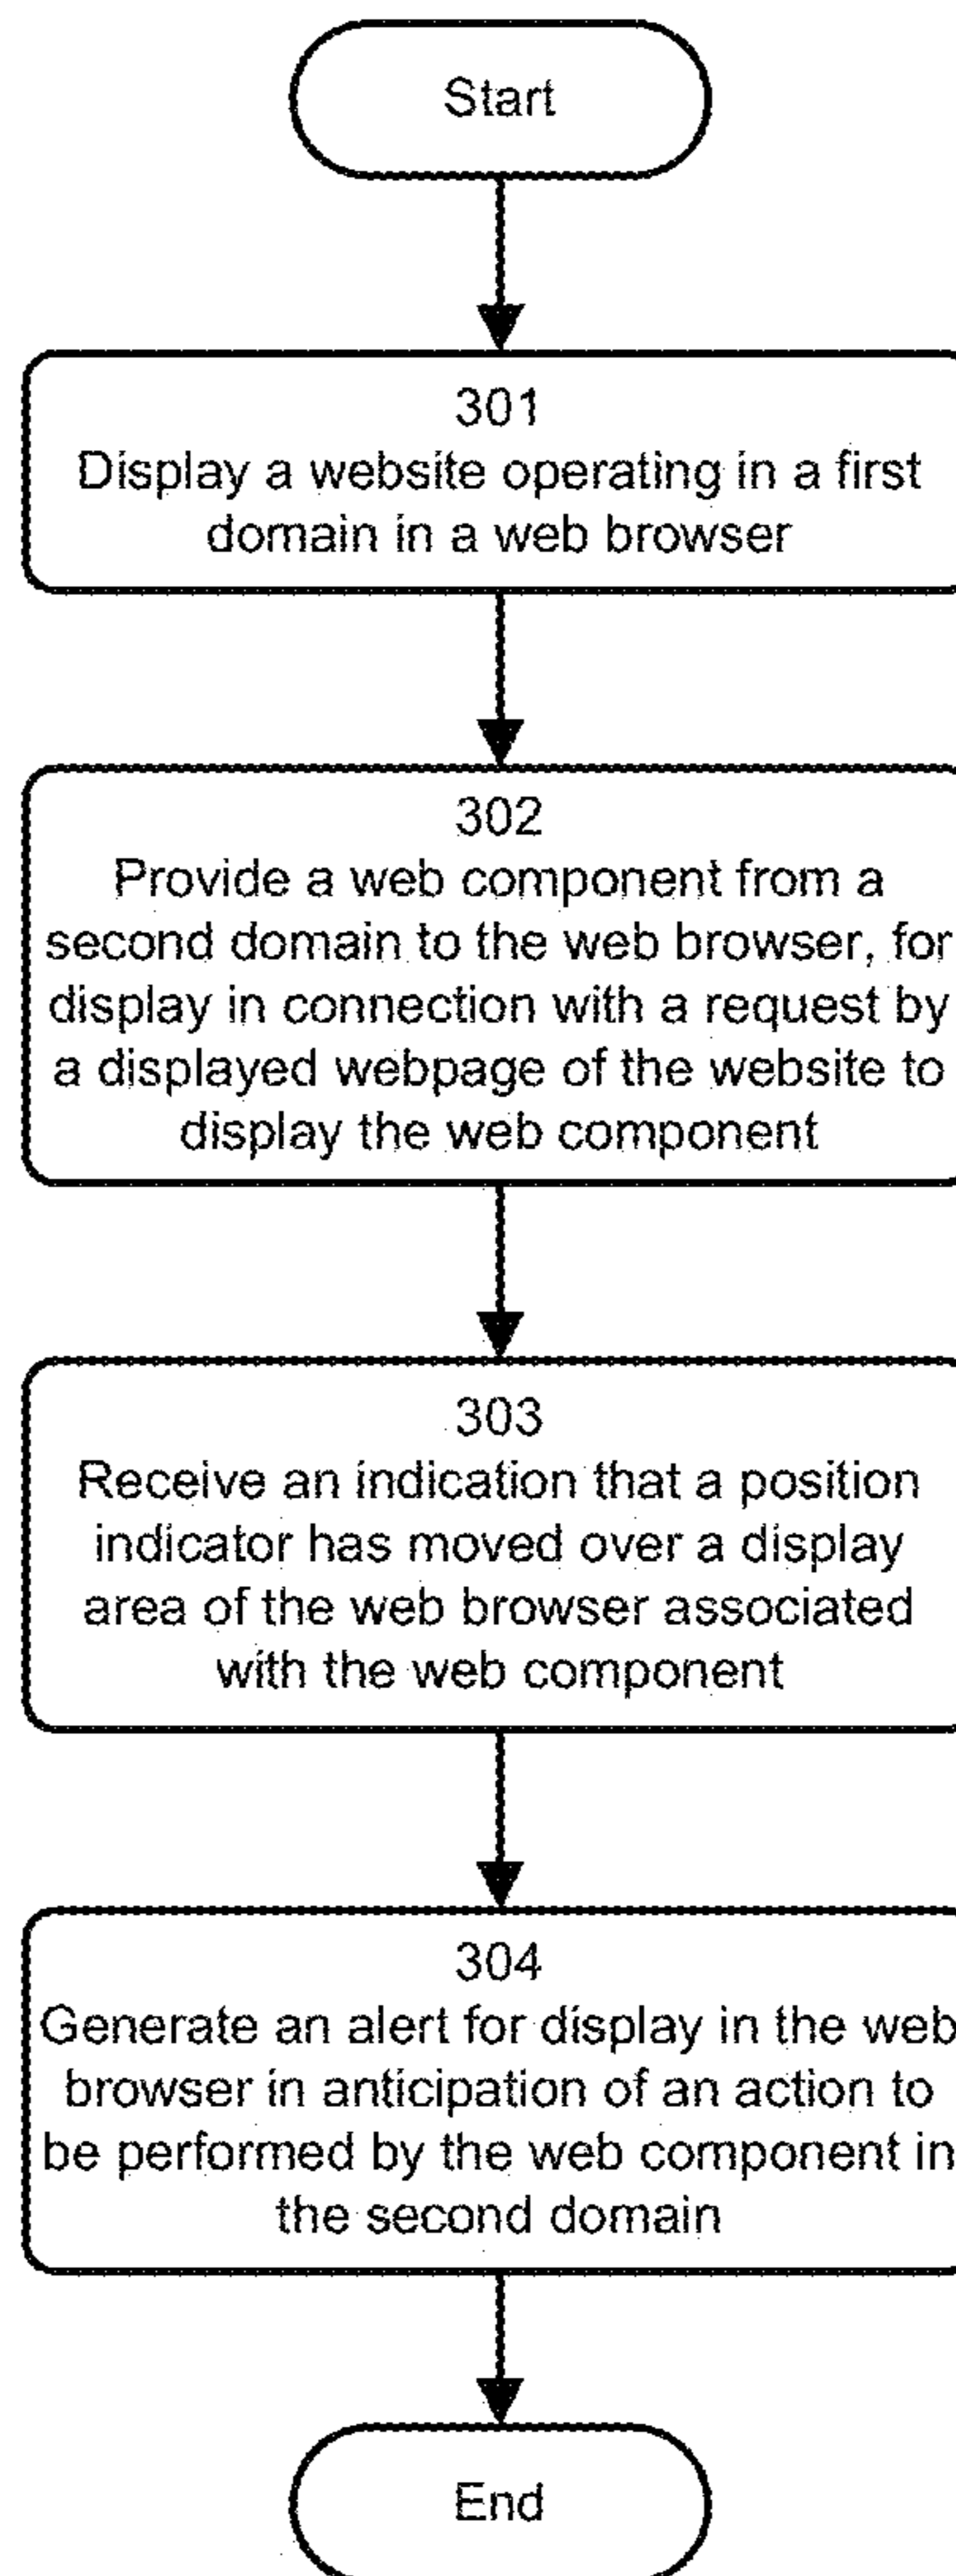 Start
301
Display a website operating in a first
domain in a web browser
302
Provide a web component from a
second domain to the web browser, for
display in connection with a request by
a displayed webpage of the website to
display the web component
303
Receive an indication that a position
indicator has moved over a display
area of the web browser associated
with the web component
304
Generate an alert for display in the web
browser in anticipation of an action to
be performed by the web component in
the second domain
End